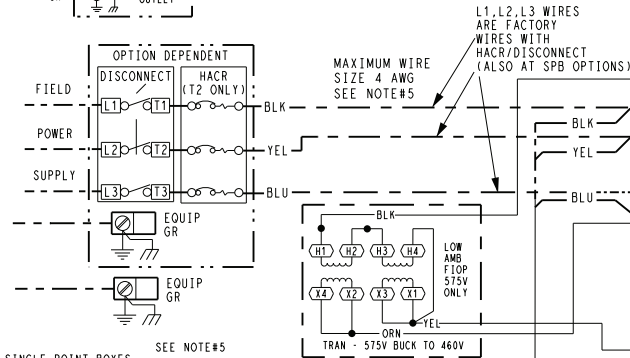 L1,L2,L3 WIRES
ARE FACTORY
WIRES WITH
HACR/DISCONNECT
(ALSO AT SPB OPTIONS)
OPTION DEPENDENT
DISCONNECT
HACR
(T2 ONLY)
MAXIMUM WIRE
SIZE 4 AWG
SEE NOTE#5
FIELD
L1 T1
BLK
BLK
POWER
L2 T2
YEL
YEL
SUPPLY
L3 T3
BLU
BLU
EQUIP
GR
BLK
H1 H2 H3 H4
LOW
AMB
FIOP
575V
ONLY
EQUIP
GR
X4 X2 X3 X1
YEL
ORN
TRAN - 575V BUCK TO 460V
SEE NOTE#5
SINGLE POINT BOXES